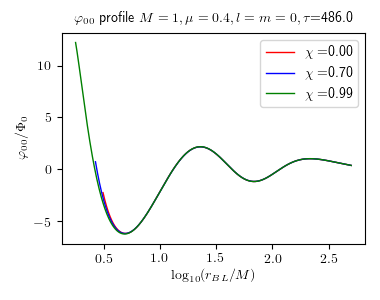 φ₀₀ profile M = 1, μ = 0.4, l = m = 0, τ=486.0
χ =0.00
χ =0.70
χ =0.99
φ₀₀/Φ₀
10
5
0
−5
0.5 1.0 1.5 2.0 2.5
log₁₀(r_BL/M)